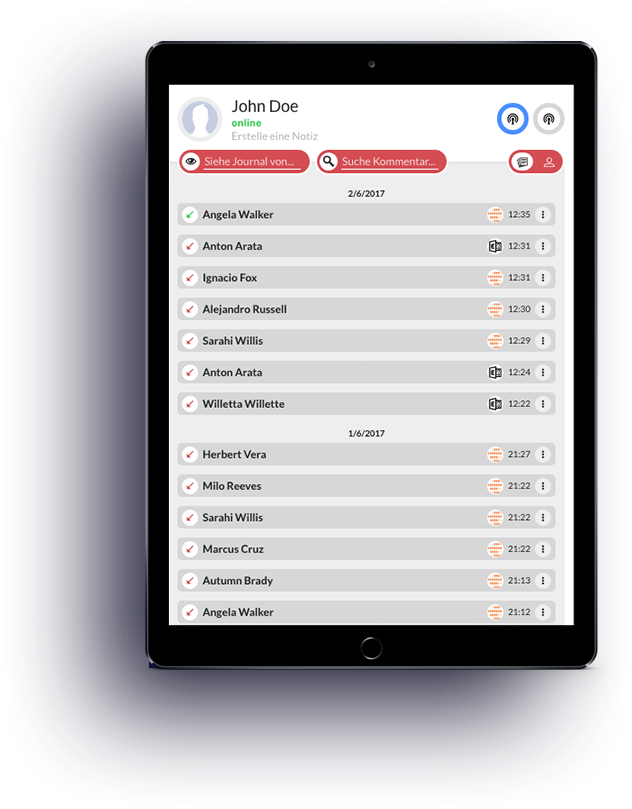 John Doe
online
Erstelle eine Notiz
Siehe Journal von... Suche Kommentar...
2/6/2017
Angela Walker 12:35
Anton Arata 12:31
Ignacio Fox 12:31
Alejandro Russell 12:30
Sarahi Willis 12:29
Anton Arata 12:24
Willetta Willette 12:22
1/6/2017
Herbert Vera 21:27
Milo Reeves 21:22
Sarahi Willis 21:22
Marcus Cruz 21:22
Autumn Brady 21:13
Angela Walker 21:12